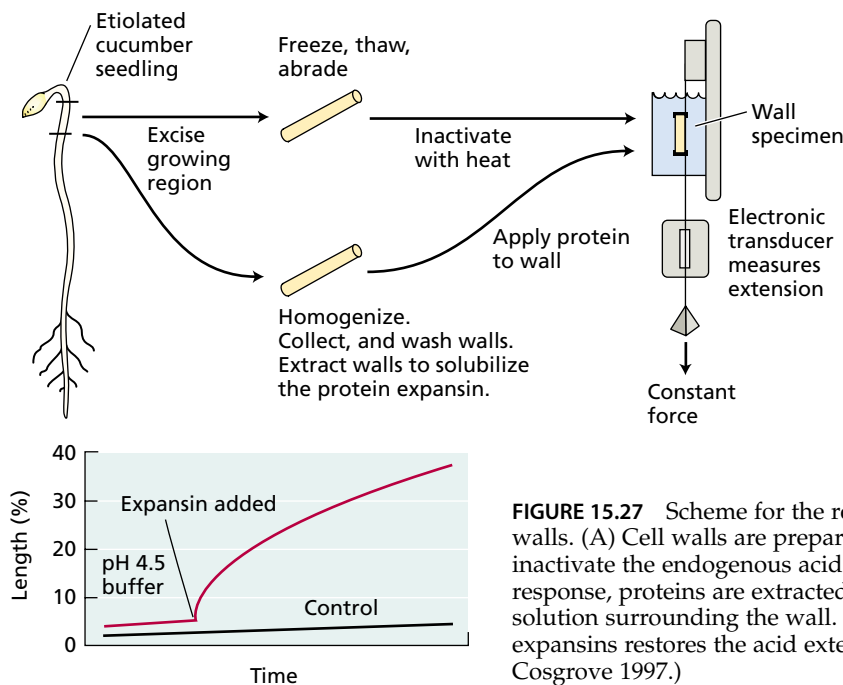 Etiolated
cucumber
seedling
Freeze, thaw,
abrade
Excise
growing
region
Inactivate
with heat
Wall
specimen
Apply protein
to wall
Electronic
transducer
measures
extension
Homogenize.
Collect, and wash walls.
Extract walls to solubilize
the protein expansin.
Constant
force
Length (%)
40
30
20
10
0
Expansin added
pH 4.5
buffer
Control
Time
FIGURE 15.27 Scheme for the re
walls. (A) Cell walls are prepar
inactivate the endogenous acid
response, proteins are extracted
solution surrounding the wall.
expansins restores the acid exte
Cosgrove 1997.)